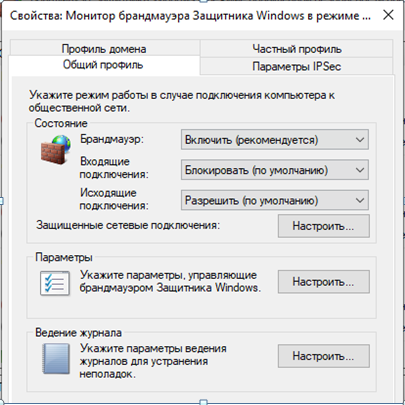 Свойства: Монитор брандмауэра Защитника Windows в режиме ...
Профиль домена
Частный профиль
Общий профиль
Параметры IPSec
Укажите режим работы в случае подключения компьютера к
общественной сети.
Состояние
Брандмауэр:
Включить (рекомендуется)
Входящие
подключения:
Блокировать (по умолчанию)
Исходящие
подключения:
Разрешить (по умолчанию)
Защищенные сетевые подключения:
Настроить...
Параметры
Укажите параметры, управляющие
брандмауэром Защитника Windows.
Настроить...
Ведение журнала
Укажите параметры ведения
журналов для устранения
неполадок.
Настроить...